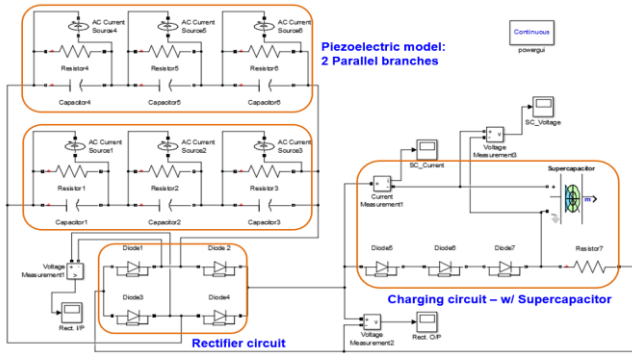 AC Current
Source4
AC Current
Source5
AC Current
Source6
Resistor4
Resistor5
Resistor6
Capacitor4
Capacitor5
Capacitor6
Piezoelectric model:
2 Parallel branches
Continuous
powergui
AC Current
Source1
AC Current
Source2
AC Current
Source3
Resistor1
Resistor2
Resistor3
Capacitor1
Capacitor2
Capacitor3
SC_Voltage
Voltage
Measurement3
SC_Current
Current
Measurement1
Supercapacitor
m
Voltage
Measurement1
Rect. I/P
Diode1
Diode 2
Diode3
Diode4
Rectifier circuit
Diode5
Diode6
Diode7
Resistor7
Charging circuit – w/ Supercapacitor
Voltage
Measurement2
Rect. O/P